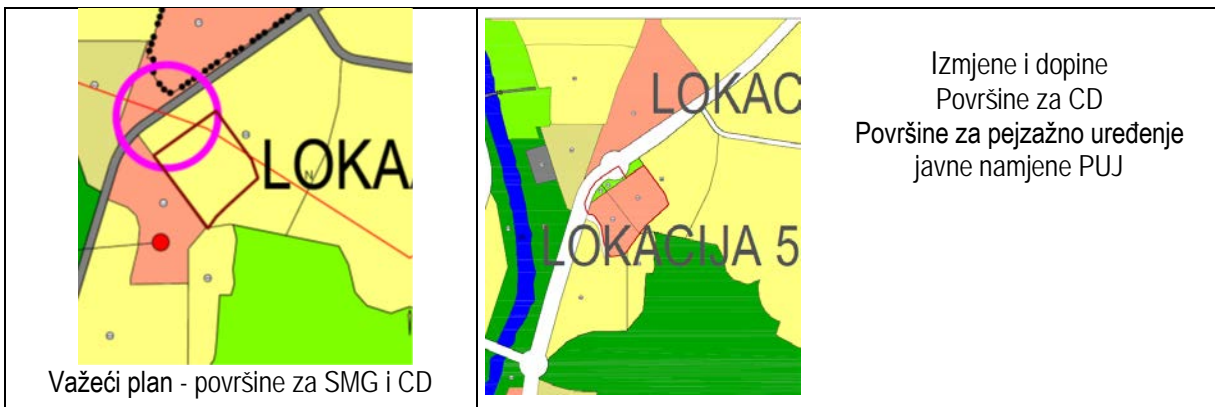 LOKA
Važeći plan - površine za SMG i CD
LOKAC
LOKACIJA 5
Izmjene i dopine
Površine za CD
Površine za pejzažno uređenje
javne namjene PUJ